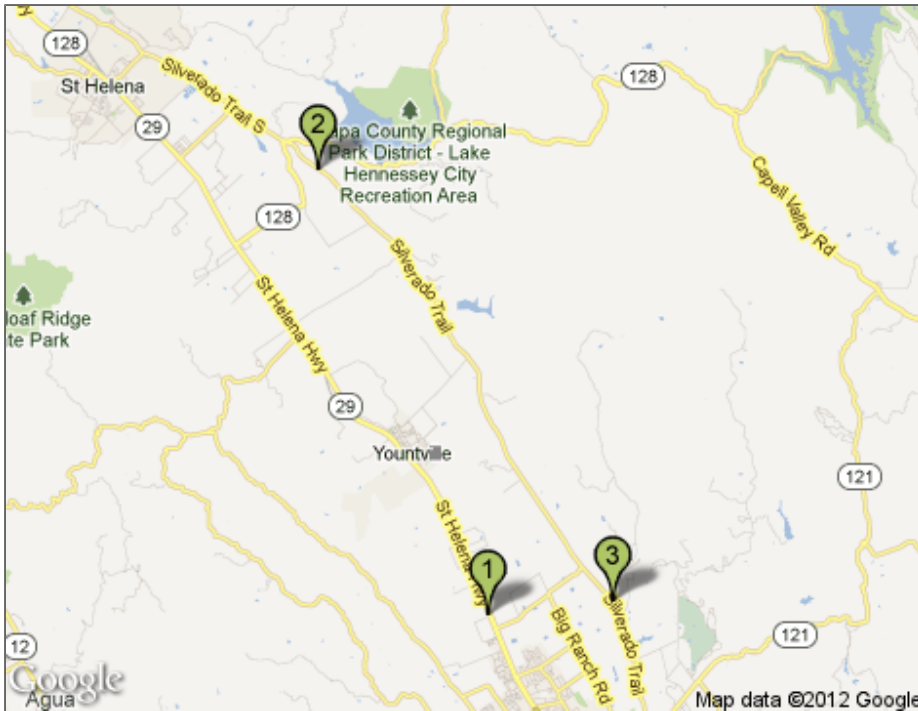 128
St Helena
29
Silverado Trail S
2
apa County Regional
Park District - Lake
Hennessey City
Recreation Area
128
128
Capell Valley Rd
Silverado Trail
St Helena Hwy
loaf Ridge
te Park
29
Yountville
St Helena Hwy
1
3
121
Big Ranch Rd
Silverado Trail
121
12
Google
Agua
Map data ©2012 Google